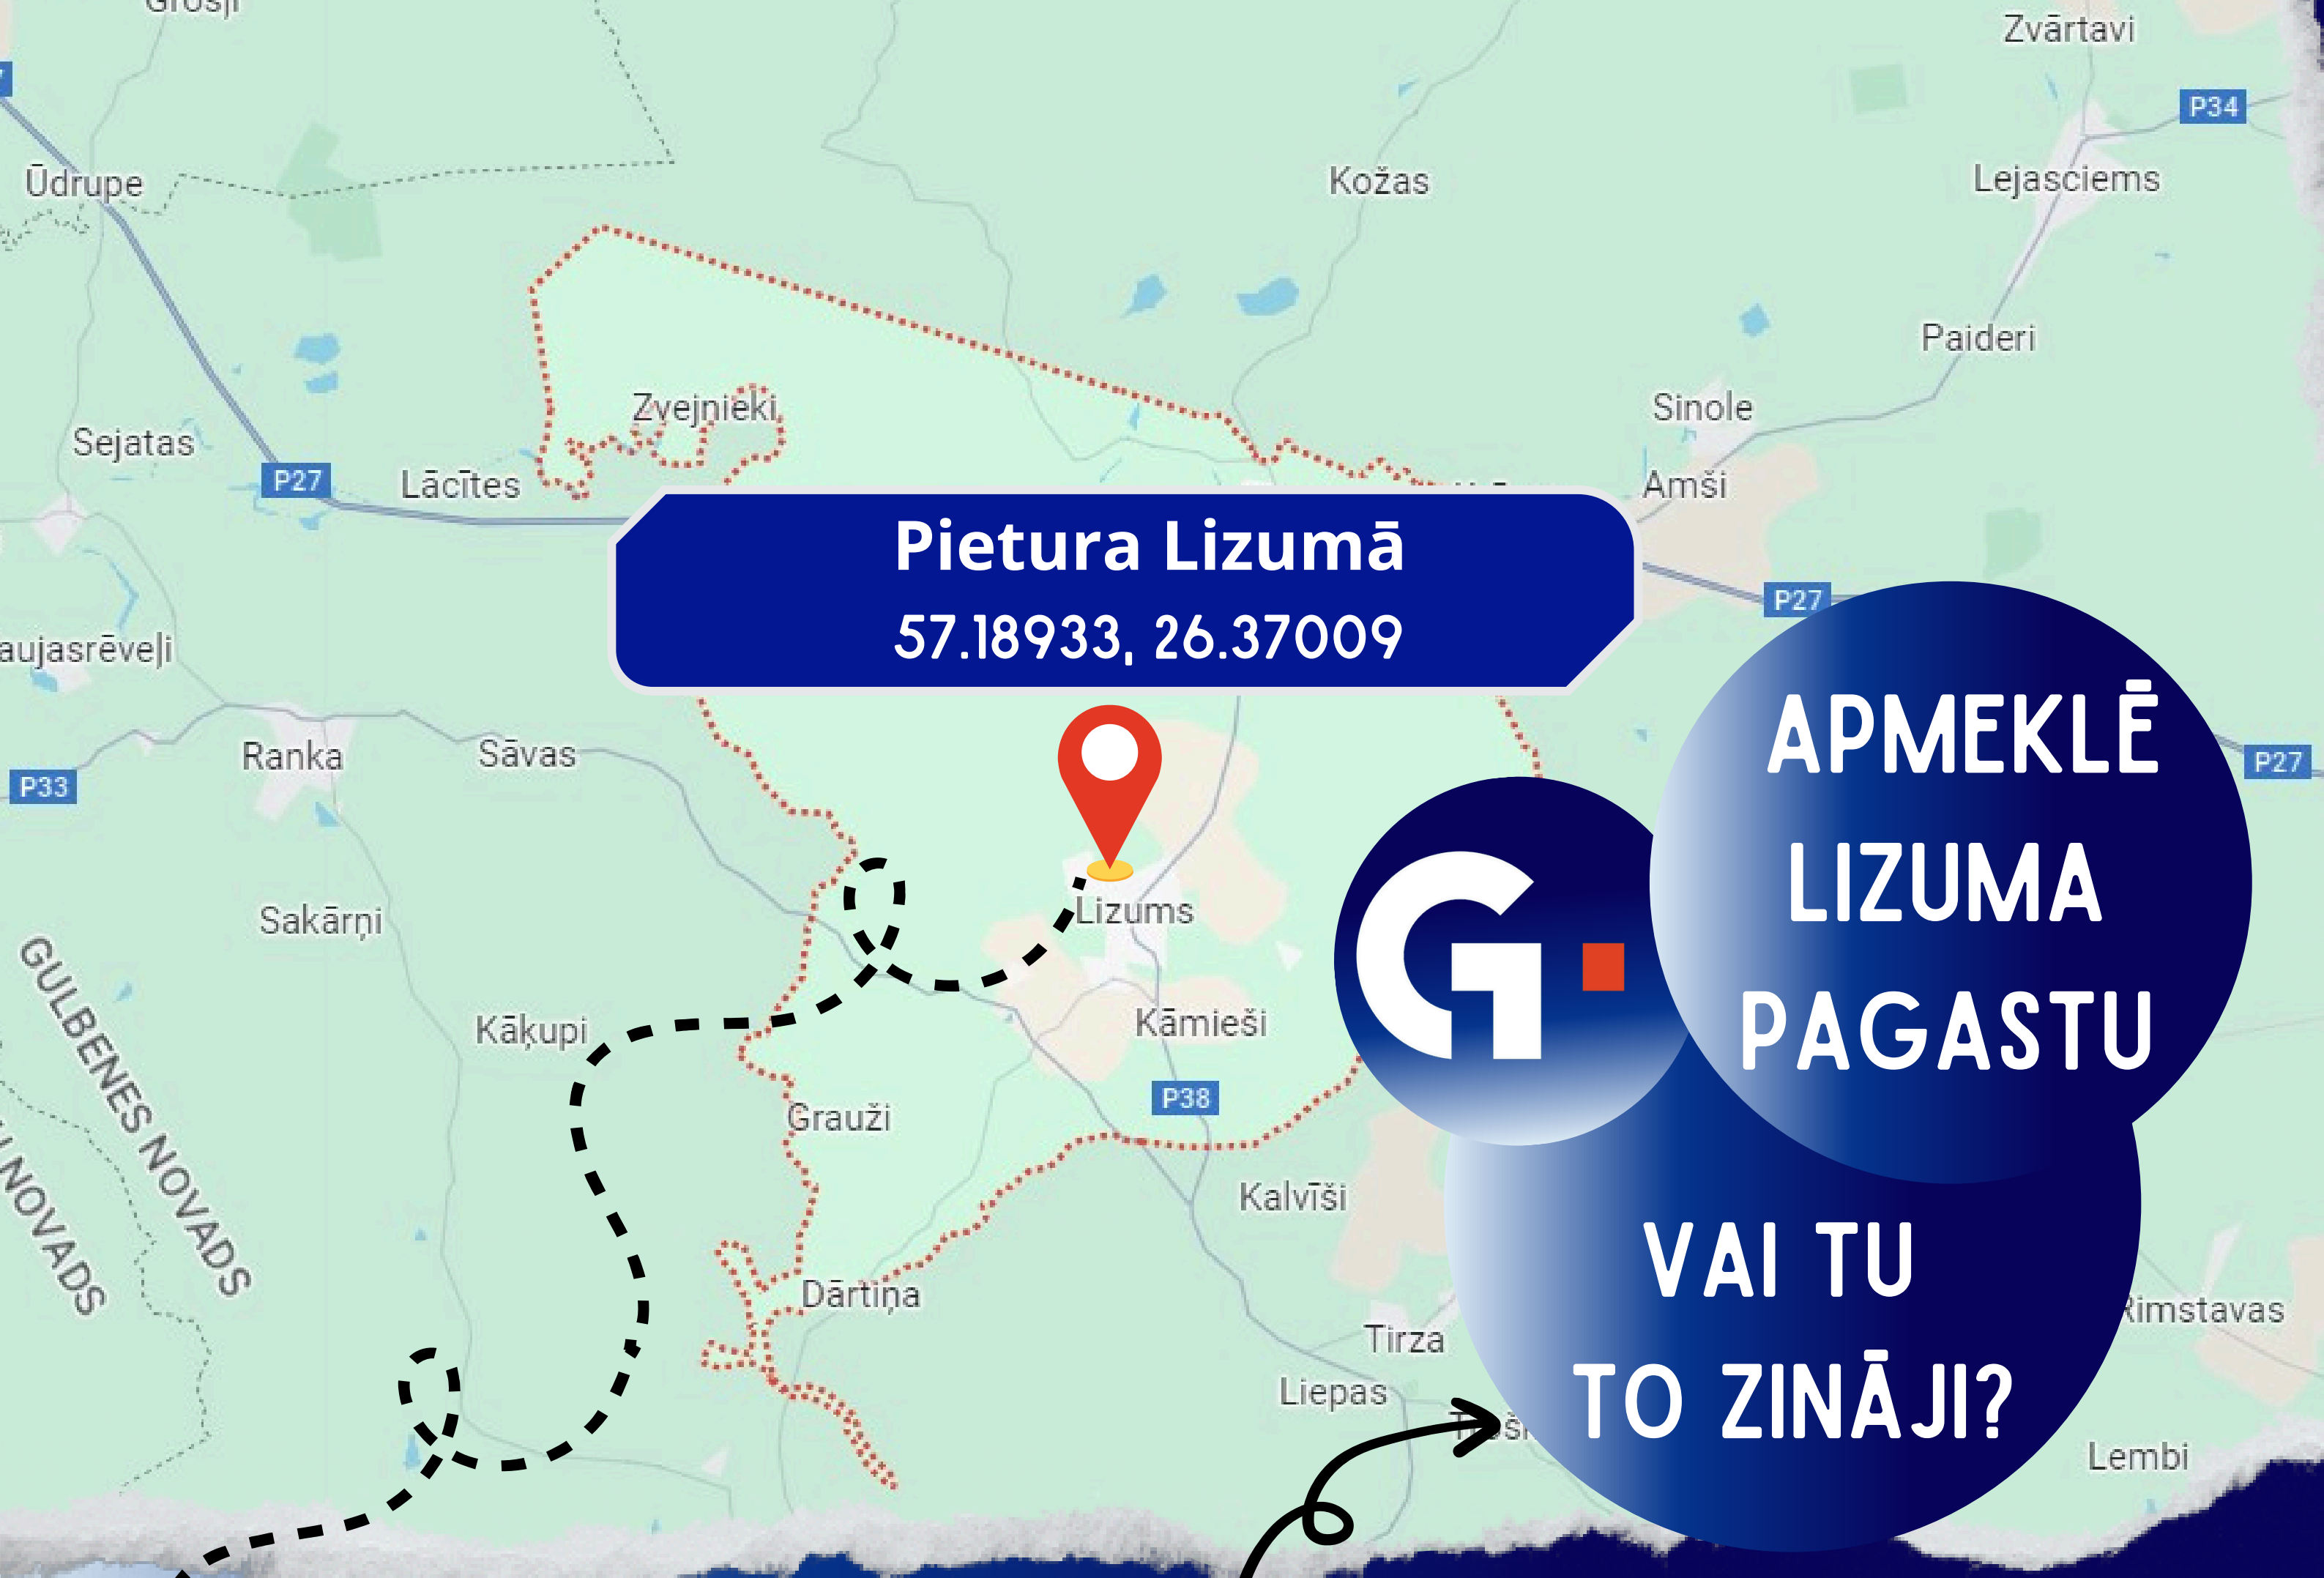 Zvārtavi
P34
Ūdrupe
Kožas
Lejasciems
Paideri
Zvejnieki
Sinole
Sejatas
P27
Lācītes
Amši
Pietura Lizumā
57.18933, 26.37009
P27
aujasrēveļi
APMEKLĒ
LIZUMA
PAGASTU
Ranka
Sāvas
P33
P27
Sakārņi
Lizums
G
GULBENES NOVADS
NOVADS
Kāķupi
Kāmieši
P38
Grauži
Kalvīši
VAI TU
TO ZINĀJI?
Dārtiņa
Rimstavas
Tirza
Liepas
Lembi